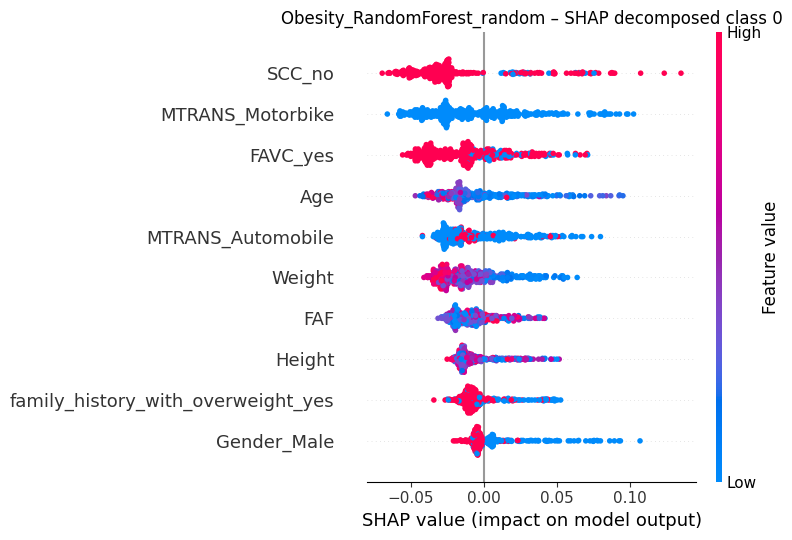 Obesity_RandomForest_random – SHAP decomposed class 0
High
SCC_no
MTRANS_Motorbike
FAVC_yes
Age
MTRANS_Automobile
Weight
FAF
Height
family_history_with_overweight_yes
Gender_Male
Feature value
Low
−0.05 0.00 0.05 0.10
SHAP value (impact on model output)